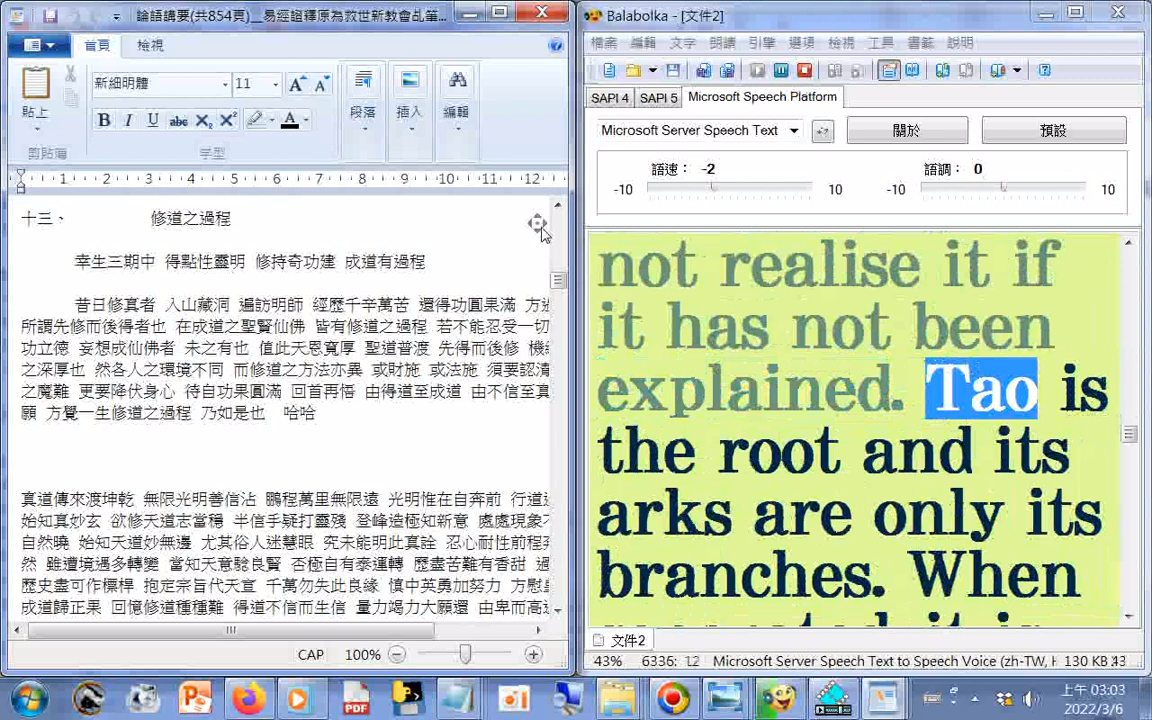 論語講要(共854頁)__易經證釋原為救世新教會乩筆...
首頁 檢視
新細明體 11
貼上
剪貼簿
字型
段落
插入
編輯
1 2 3 4 5 6 7 8 9 10 11 12
十三、 修道之過程
幸生三期中 得點性靈明 修持奇功建 成道有過程
昔日修真者 入山藏洞 遍訪明師 經歷千辛萬苦 還得功圓果滿 方
所謂先修而後得者也 在成道之聖賢仙佛 皆有修道之過程 若不能忍受一切
功立德 妄想成仙佛者 未之有也 值此天恩寬厚 聖道普渡 先得而後修 機
之深厚也 然各人之環境不同 而修道之方法亦異 或財施 或法施 須要認清
之魔難 更要降伏身心 待自功果圓滿 回首再悟 由得道至成道 由不信至真
願 方覺一生修道之過程 乃如是也 哈哈
真道傳來渡坤乾 無限光明善信沾 鵬程萬里無限遠 光明惟在自奔前 行道
始知真妙玄 欲修天道志當穩 半信乎疑打靈殘 登峰造極知新意 處處現象
自然曉 始知天道妙無邊 尤其俗人迷慧眼 究未能明此真詮 忍心耐性前程
然 雖遭境遇多轉變 當知天意驗良賢 否極自有泰運轉 歷盡苦難有香甜 過
歷史盡可作標桿 抱定宗旨代天宣 千萬勿失此良緣 慎中英勇加努力 方慰
成道歸正果 回憶修道種種難 得道不信而生信 量力竭力大願還 由卑而高
CAP 100%
Balabolka - [文件2]
檔案 編輯 文字 朗讀 引擎 選項 檢視 工具 書籤 說明
SAPI 4 SAPI 5 Microsoft Speech Platform
Microsoft Server Speech Text 關於 預設
語速： -2 語調： 0
-10 10 -10 10
not realise it if
it has not been
explained. Tao is
the root and its
arks are only its
branches. When
文件2
43% 6336: 12 Microsoft Server Speech Text to Speech Voice (zh-TW, H 130 KB
上午 03:03
2022/3/6